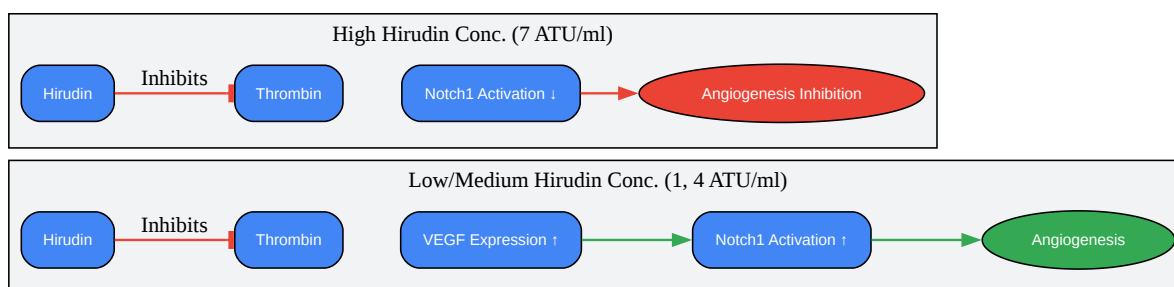 High Hirudin Conc. (7 ATU/ml)
Hirudin
Inhibits
Thrombin
Notch1 Activation ↓
Angiogenesis Inhibition
Low/Medium Hirudin Conc. (1, 4 ATU/ml)
Hirudin
Inhibits
Thrombin
VEGF Expression ↑
Notch1 Activation ↑
Angiogenesis